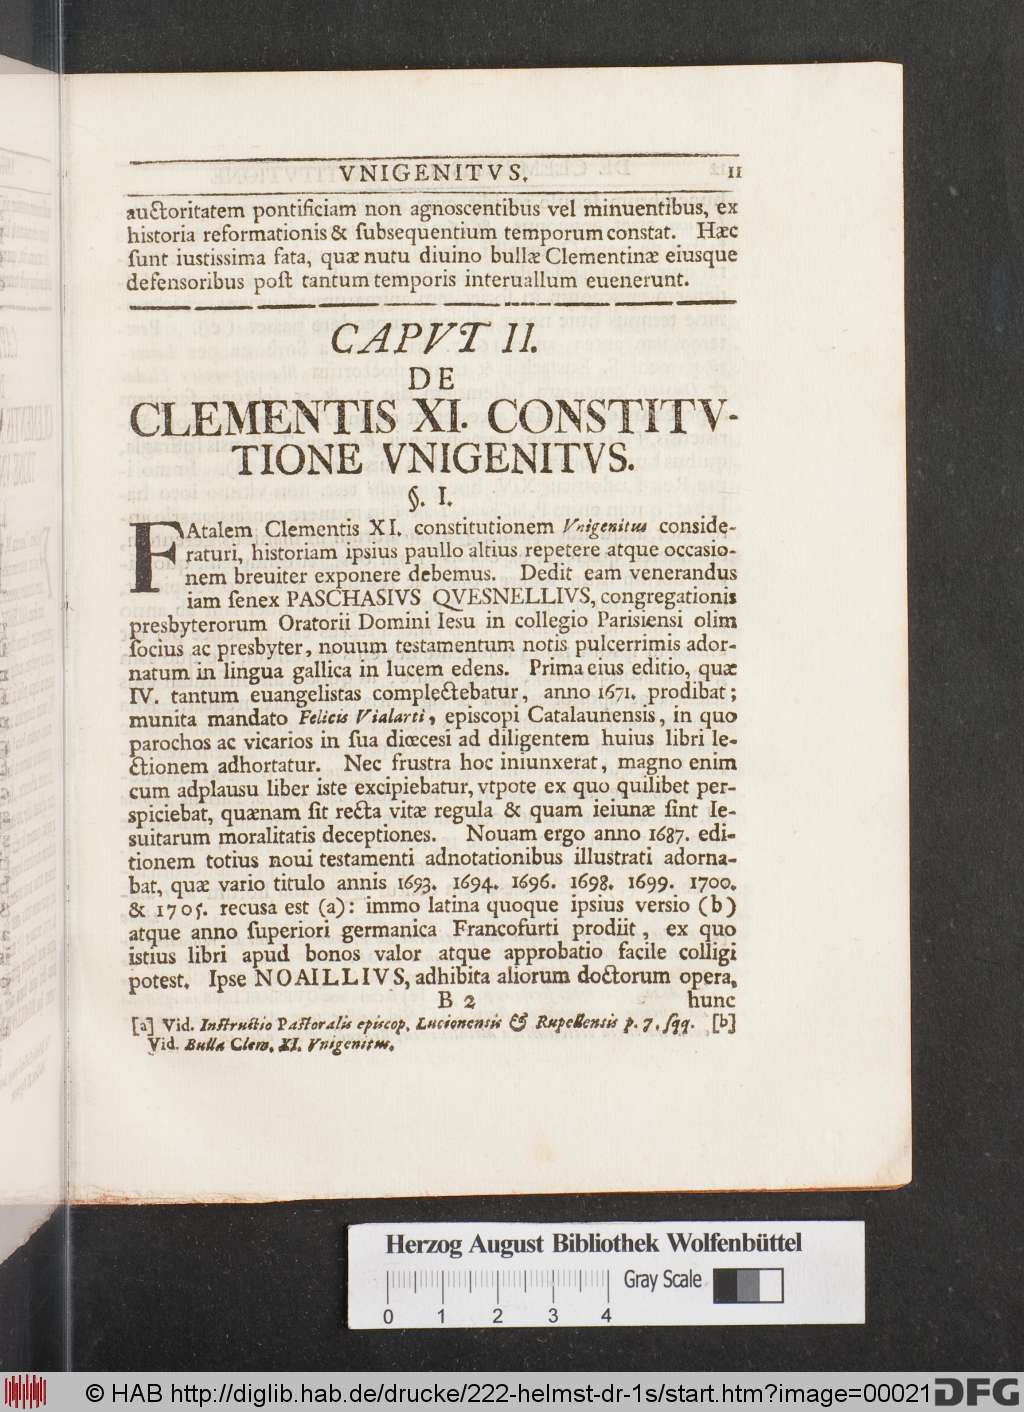 VNIGENITVS. 11
auctoritatem pontificiam non agnoscentibus vel minuentibus, ex
historia reformationis & ſubsequentium temporum constat. Hæc
ſunt iustissima fata, quæ nutu diuino bullæ Clementinæ eiusque
defensoribus poſt tantum temporis interuallum euenerunt.
CAPVT II.
DE
CLEMENTIS XI. CONSTITV-
TIONE VNIGENITVS.
§. I.
FAtalem Clementis XI. constitutionem Vnigenitus conside-
raturi, historiam ipsius paullo altius repetere atque occasio-
nem breuiter exponere debemus. Dedit eam venerandus
iam ſenex PASCHASIVS QVESNELLIVS, congregationis
presbyterorum Oratorii Domini Iesu in collegio Parisiensi olim
ſocius ac presbyter, nouum testamentum notis pulcerrimis ador-
natum in lingua gallica in lucem edens. Prima eius editio, quæ
IV. tantum euangelistas complectebatur, anno 1671. prodibat;
munita mandato Felicis Vialarti, episcopi Catalaunensis, in quo
parochos ac vicarios in ſua diœcesi ad diligentem huius libri le-
ctionem adhortatur. Nec frustra hoc iniunxerat, magno enim
cum adplausu liber iste excipiebatur, vtpote ex quo quilibet per-
spiciebat, quænam ſit recta vitæ regula & quam ieiunæ ſint Ie-
suitarum moralitatis deceptiones. Nouam ergo anno 1687. edi-
tionem totius noui testamenti adnotationibus illustrati adorna-
bat, quæ vario titulo annis 1693. 1694. 1696. 1698. 1699. 1700.
& 1705. recusa est (a): immo latina quoque ipsius versio (b)
atque anno ſuperiori germanica Francofurti prodiit, ex quo
istius libri apud bonos valor atque approbatio facile colligi
potest. Ipse NOAILLIVS, adhibita aliorum doctorum opera,
B 2 hunc
[a] Vid. Inſtructio Paſtoralis episcop. Lucionensis & Rupellensis p. 7. ſqq. [b]
Vid. Bulla Clem. XI. Vnigenitus.
Herzog August Bibliothek Wolfenbüttel
Gray Scale
0 1 2 3 4
© HAB http://diglib.hab.de/drucke/222-helmst-dr-1s/start.htm?image=00021
DFG